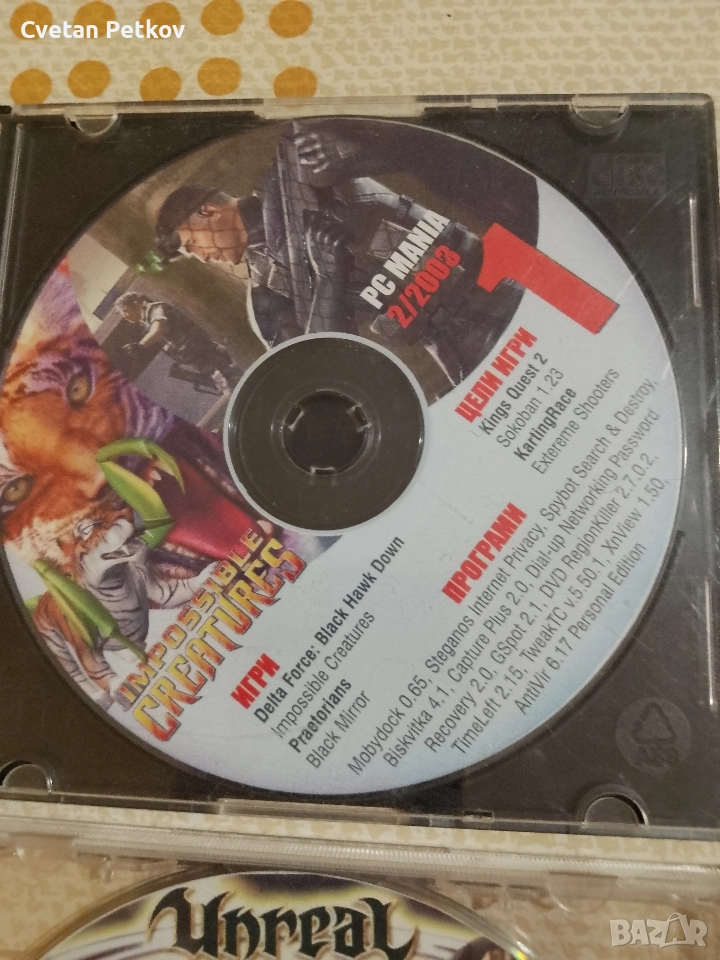 Cvetan Petkov
PC MANIA
2/2003
1
ЦЕЛИ ИГРИ
Kings Quest 2
Sokoban 1.23
KartingRace
Extereme Shooters
IMPOSSIBLE
CREATURES
ИГРИ
Delta Force: Black Hawk Down
Impossible Creatures
Praetorians
Black Mirror
ПРОГРАМИ
Mobydock 0.65, Steganos Internet Privacy, Spybot Search & Destroy,
Biskvitka 4.1, Capture Plus 2.0, Dial-up Networking Password
Recovery 2.0, GSpot 2.1, DVD RegionKiller 2.7.0.2,
TimeLeft 2.15, TweakTC v.5.50.1, XnView 1.50,
AntiVir 6.17 Personal Edition
Unreal
BAZAR